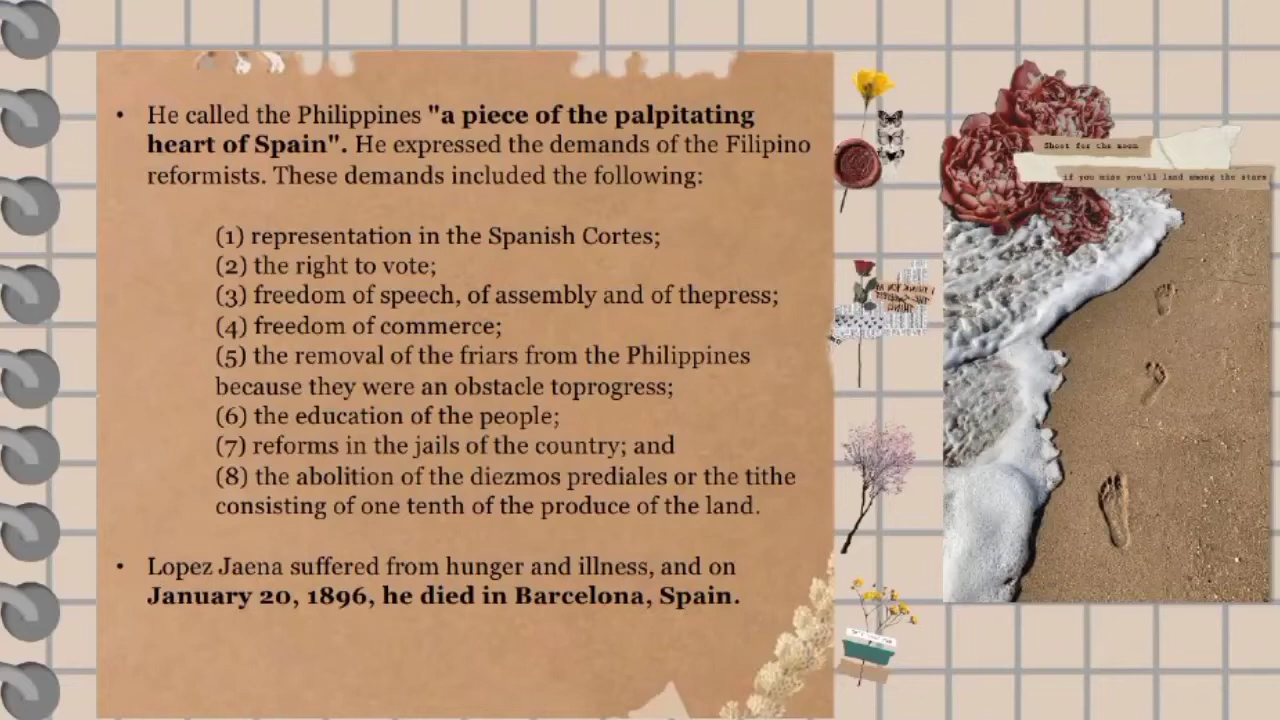 • He called the Philippines "a piece of the palpitating
heart of Spain". He expressed the demands of the Filipino
reformists. These demands included the following:
(1) representation in the Spanish Cortes;
(2) the right to vote;
(3) freedom of speech, of assembly and of thepress;
(4) freedom of commerce;
(5) the removal of the friars from the Philippines
because they were an obstacle toprogress;
(6) the education of the people;
(7) reforms in the jails of the country; and
(8) the abolition of the diezmos prediales or the tithe
consisting of one tenth of the produce of the land.
• Lopez Jaena suffered from hunger and illness, and on
January 20, 1896, he died in Barcelona, Spain.
Shoot for the moon
if you miss you'll land among the stars